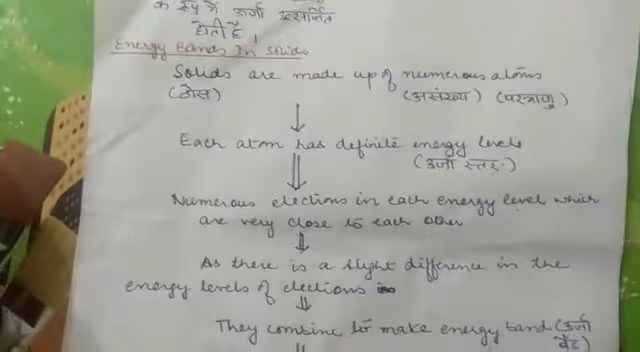 के रूप में ऊर्जा उत्सर्जित
होती है।
Energy Bands In Solids
Solids are made up of numerous atoms
(ठोस) (असंख्य) (परमाणु)
Each atom has definite energy levels
(ऊर्जा स्तर)
Numerous elections in each energy level which
are very close to each other
As there is a slight difference in the
energy levels of elections
They combine to make energy band (ऊर्जा
बैंड)